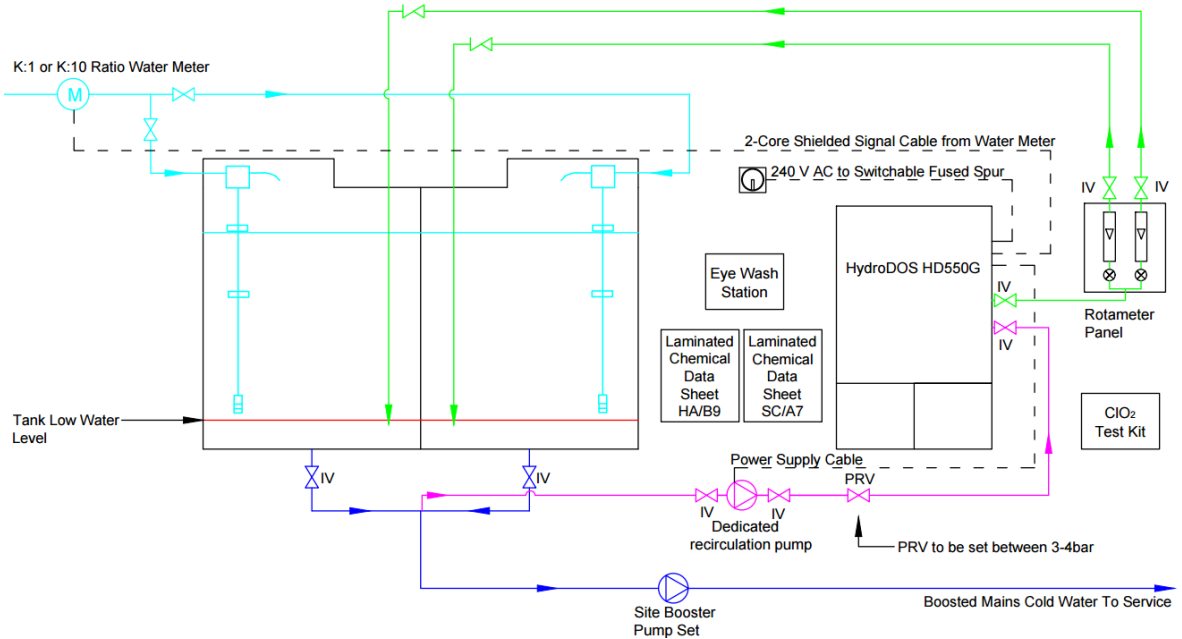 K:1 or K:10 Ratio Water Meter
M
2-Core Shielded Signal Cable from Water Meter
240 V AC to Switchable Fused Spur
IV
IV
HydroDOS HD550G
Eye Wash
Station
IV
Rotameter
Panel
IV
Laminated
Chemical
Data
Sheet
HA/B9
Laminated
Chemical
Data
Sheet
SC/A7
Tank Low Water
Level
ClO₂
Test Kit
Power Supply Cable
IV
IV
PRV
IV
IV
Dedicated
recirculation pump
PRV to be set between 3-4bar
Site Booster
Pump Set
Boosted Mains Cold Water To Service